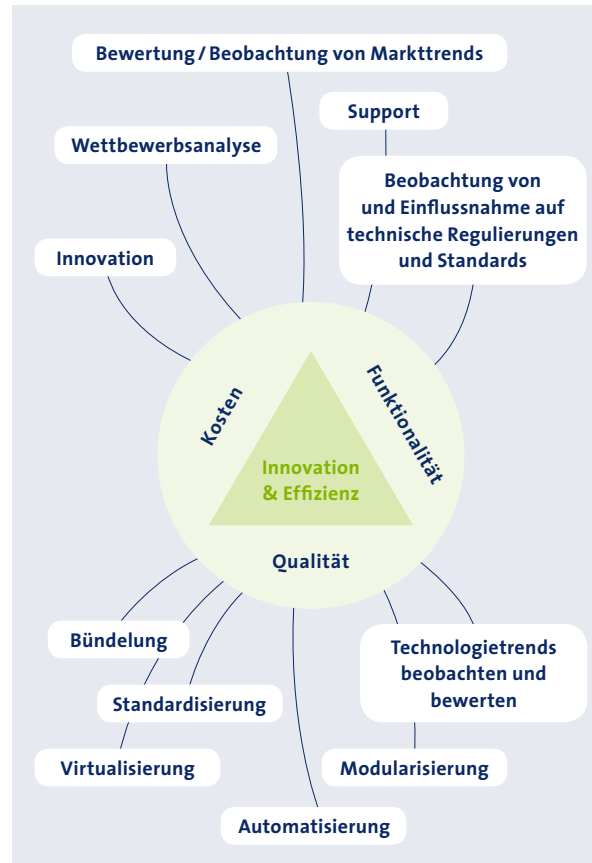 Bewertung / Beobachtung von Markttrends
Support
Wettbewerbsanalyse
Beobachtung von
und Einflussnahme auf
technische Regulierungen
und Standards
Innovation
Kosten
Funktionalität
Innovation
& Effizienz
Qualität
Bündelung
Technologietrends
beobachten und
bewerten
Standardisierung
Virtualisierung
Modularisierung
Automatisierung